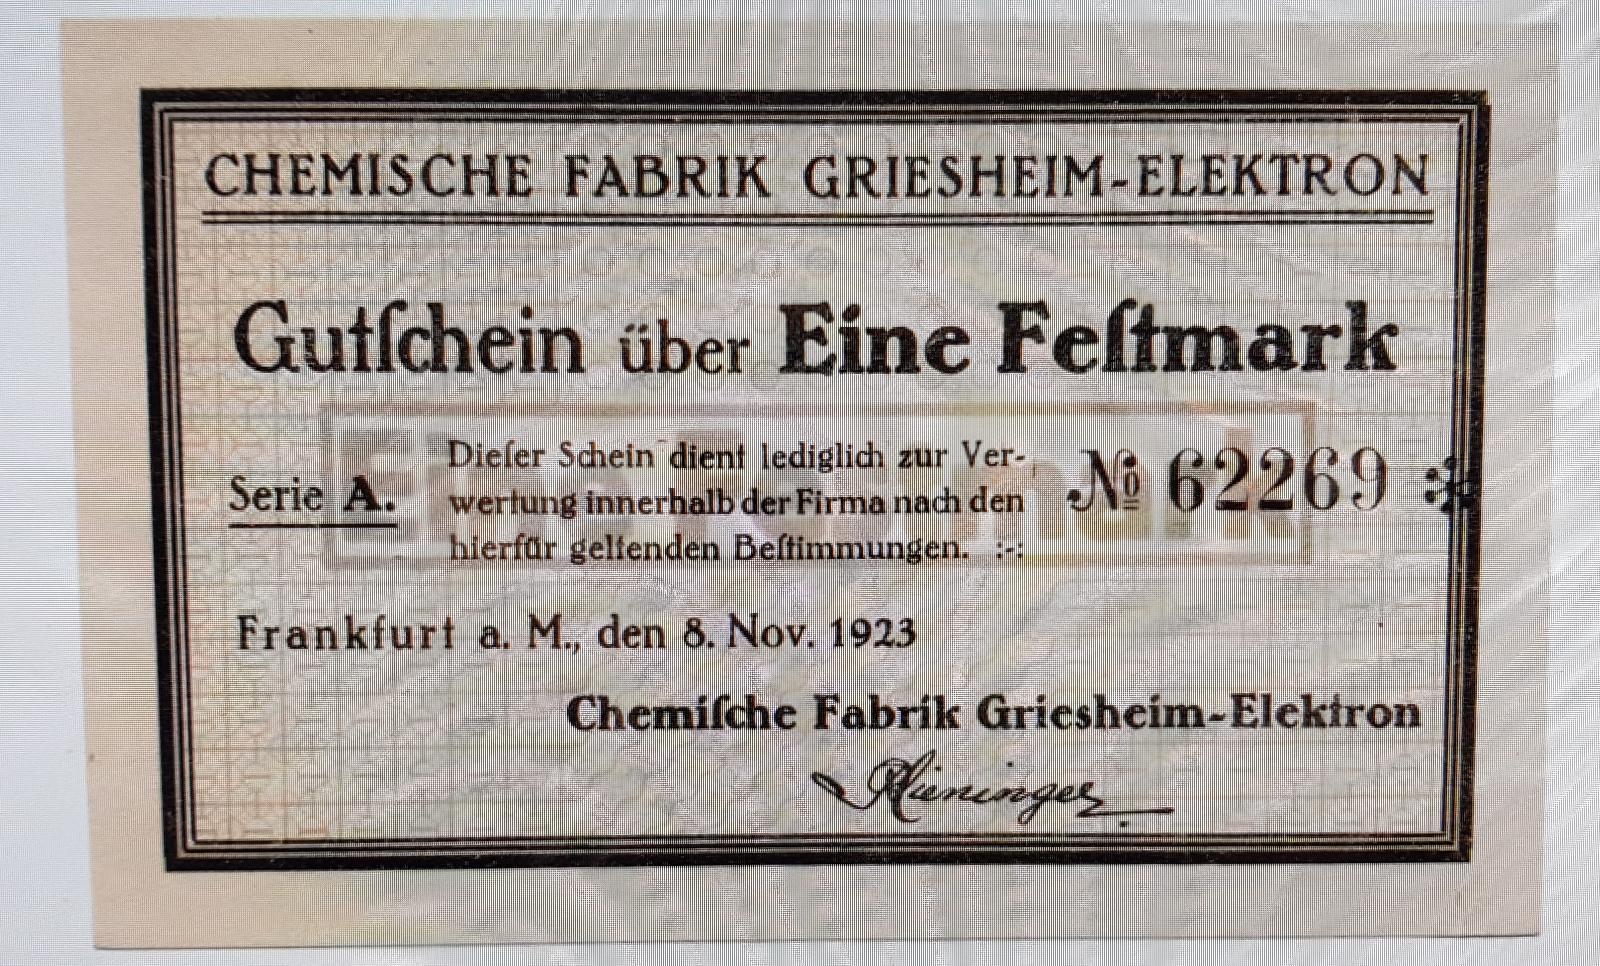 CHEMISCHE FABRIK GRIESHEIM-ELEKTRON
Gutſchein über Eine Feſtmark
Serie A.
Dieſer Schein dient lediglich zur Ver-
wertung innerhalb der Firma nach den
hierfür geltenden Beſtimmungen. :-:
№ 62269 *
Frankfurt a. M., den 8. Nov. 1923
Chemiſche Fabrik Griesheim-Elektron